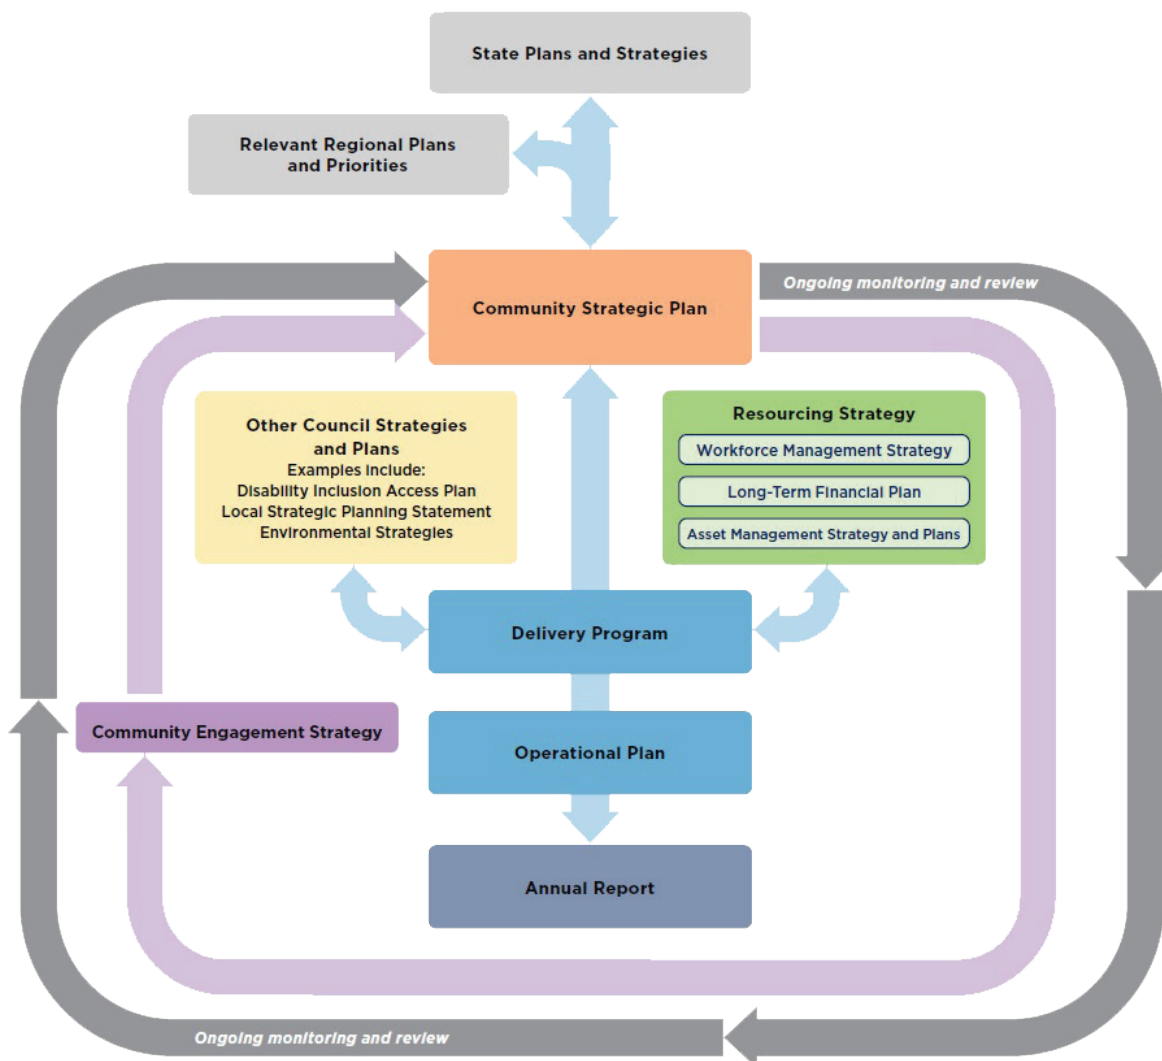 State Plans and Strategies
Relevant Regional Plans
and Priorities
Community Strategic Plan
Ongoing monitoring and review
Other Council Strategies
and Plans
Examples include:
Disability Inclusion Access Plan
Local Strategic Planning Statement
Environmental Strategies
Resourcing Strategy
Workforce Management Strategy
Long-Term Financial Plan
Asset Management Strategy and Plans
Delivery Program
Community Engagement Strategy
Operational Plan
Annual Report
Ongoing monitoring and review